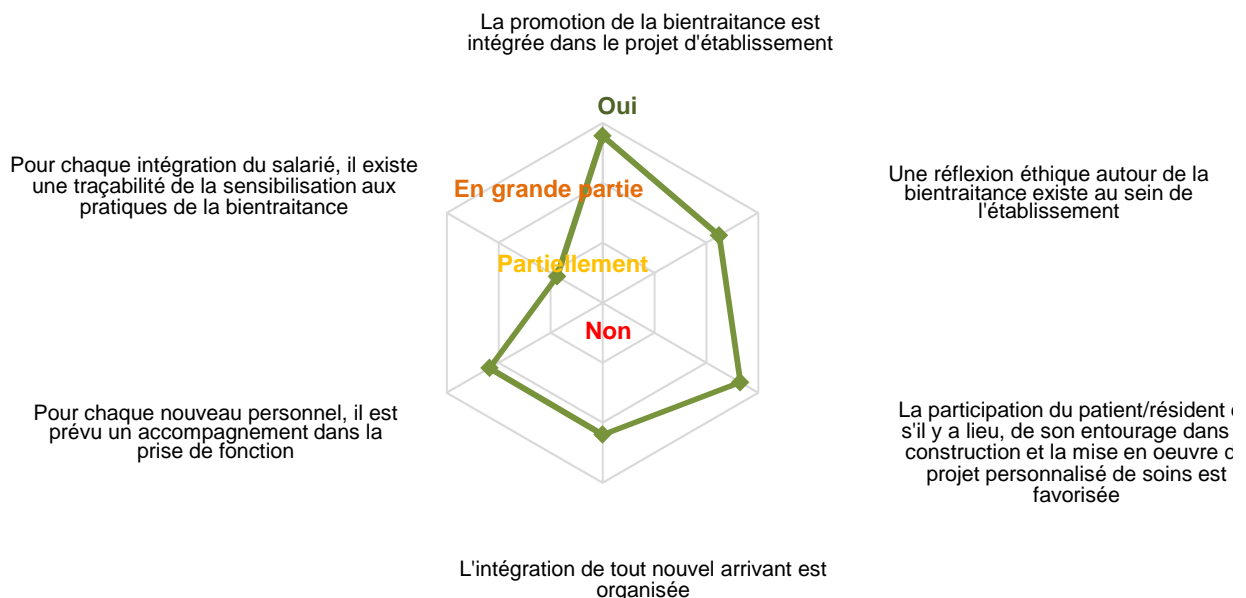 La promotion de la bientraitance est
intégrée dans le projet d'établissement
Oui
En grande partie
Partiellement
Non
Une réflexion éthique autour de la
bientraitance existe au sein de
l'établissement
La participation du patient/résident
s'il y a lieu, de son entourage dans
construction et la mise en oeuvre
projet personnalisé de soins est
favorisée
L'intégration de tout nouvel arrivant est
organisée
Pour chaque nouveau personnel, il est
prévu un accompagnement dans la
prise de fonction
Pour chaque intégration du salarié, il existe
une traçabilité de la sensibilisation aux
pratiques de la bientraitance